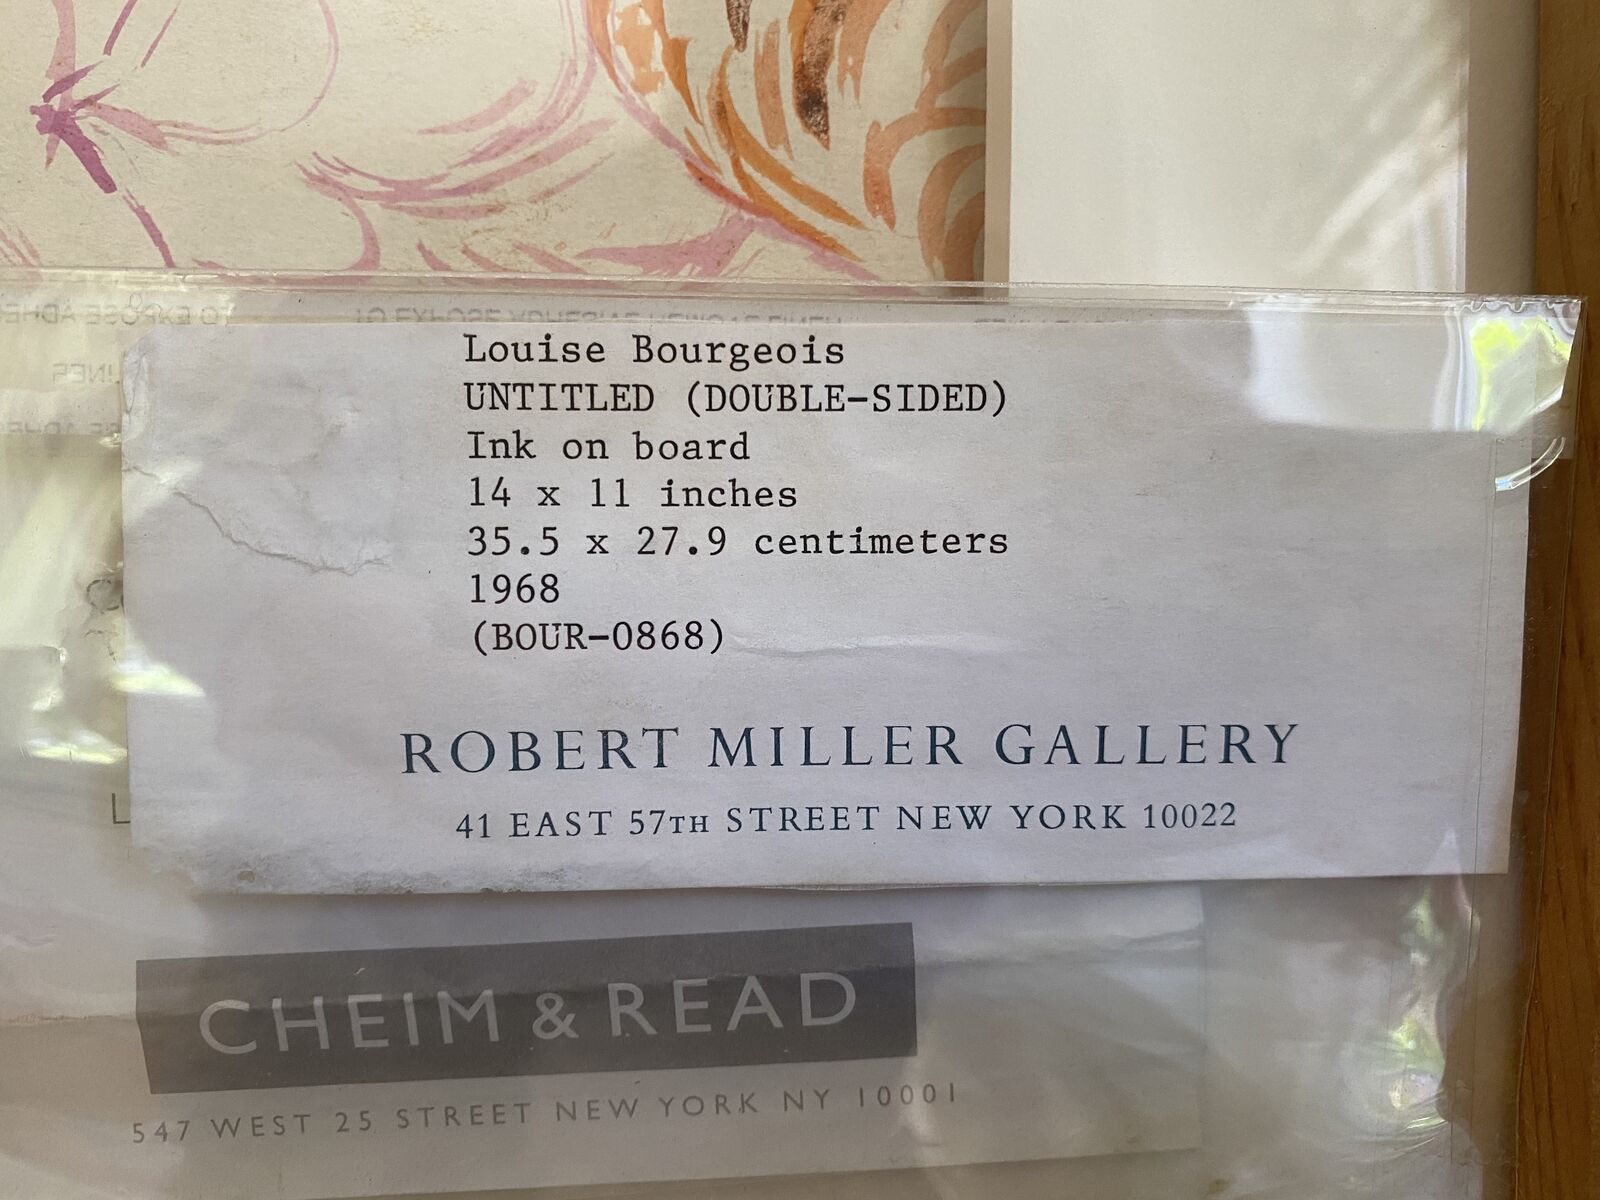 Louise Bourgeois
UNTITLED (DOUBLE-SIDED)
Ink on board
14 x 11 inches
35.5 x 27.9 centimeters
1968
(BOUR-0868)
ROBERT MILLER GALLERY
41 EAST 57TH STREET NEW YORK 10022
CHEIM & READ
547 WEST 25 STREET NEW YORK NY 10001